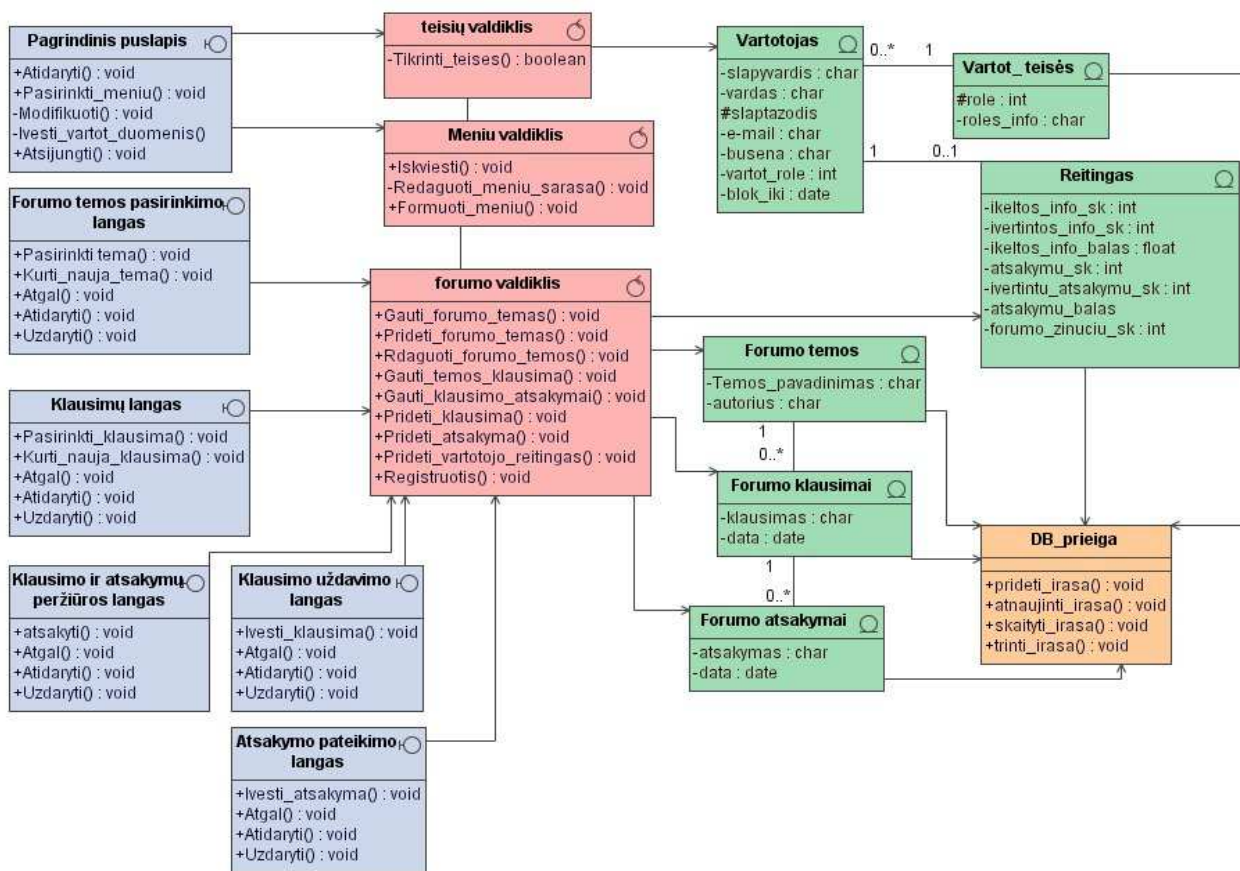 Pagrindinis puslapis
+Atidaryti() : void
+Pasirinkti_meniu() : void
-Modifikuoti() : void
-Ivesti_vartot_duomenis()
+Atsijungti() : void
Forumo temos pasirinkimo
langas
+Pasirinkti tema() : void
+Kurti_nauja_tema() : void
+Atgal() : void
+Atidaryti() : void
+Uzdaryti() : void
Klausimų langas
+Pasirinkti_klausima() : void
+Kurti_nauja_klausima() : void
+Atgal() : void
+Atidaryti() : void
+Uzdaryti() : void
Klausimo ir atsakymų
peržiūros langas
+atsakyti() : void
+Atgal() : void
+Atidaryti() : void
+Uzdaryti() : void
Klausimo uždavimo
langas
+Ivesti_klausima() : void
+Atgal() : void
+Atidaryti() : void
+Uzdaryti() : void
Atsakymo pateikimo
langas
+Ivesti_atsakyma() : void
+Atgal() : void
+Atidaryti() : void
+Uzdaryti() : void
teisių valdiklis
-Tikrinti_teises() : boolean
Meniu valdiklis
+Iskviesti() : void
-Redaguoti_meniu_sarasa() : void
+Formuoti_meniu() : void
forumo valdiklis
+Gauti_forumo_temas() : void
+Prideti_forumo_temas() : void
+Rdaguoti_forumo_temos() : void
+Gauti_temos_klausima() : void
+Gauti_klausimo_atsakymai() : void
+Prideti_klausima() : void
+Prideti_atsakyma() : void
+Prideti_vartotojo_reitingas() : void
+Registruotis() : void
Vartotojas
-slapyvardis : char
-vardas : char
#slaptazodis
-e-mail : char
-busena : char
-vartot_role : int
-blok_iki : date
0..*
1
Vartot_teisės
#role : int
-roles_info : char
1
0..1
Reitingas
-ikeltos_info_sk : int
-ivertintos_info_sk : int
-ikeltos_info_balas : float
-atsakymu_sk : int
-ivertintu_atsakymu_sk : int
-atsakymu_balas
-forumo_zinuciu_sk : int
Forumo temos
-Temos_pavadinimas : char
-autorius : char
1
0..*
Forumo klausimai
-klausimas : char
-data : date
1
0..*
Forumo atsakymai
-atsakymas : char
-data : date
DB_prieiga
+prideti_irasa() : void
+atnaujinti_irasa() : void
+skaityti_irasa() : void
+trinti_irasa() : void